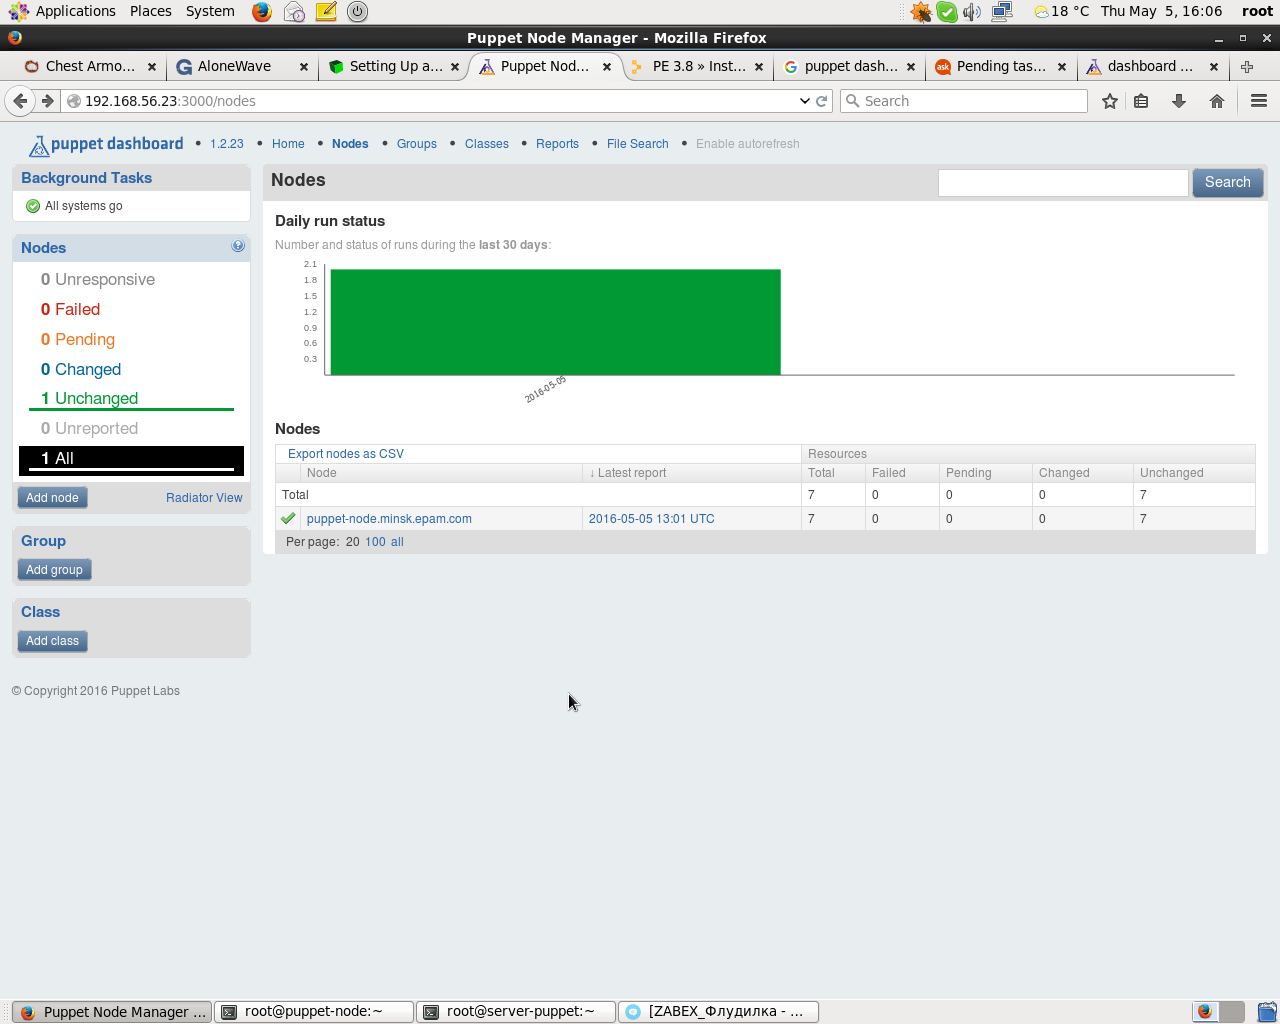 Applications Places System 18 °C Thu May 5, 16:06 root
Puppet Node Manager - Mozilla Firefox
Chest Armo... AloneWave Setting Up a... Puppet Nod... PE 3.8 » Inst... puppet dash... ask Pending tas... dashboard ...
192.168.56.23:3000/nodes Search
puppet dashboard • 1.2.23 • Home • Nodes • Groups • Classes • Reports • File Search • Enable autorefresh
Background Tasks
All systems go
Nodes ?
0 Unresponsive
0 Failed
0 Pending
0 Changed
1 Unchanged
0 Unreported
1 All
Add node Radiator View
Group
Add group
Class
Add class
© Copyright 2016 Puppet Labs
Nodes Search
Daily run status
Number and status of runs during the last 30 days:
2.1
1.8
1.5
1.2
0.9
0.6
0.3
2016-05-05
Nodes
Export nodes as CSV Resources
Node ↓ Latest report Total Failed Pending Changed Unchanged
Total 7 0 0 0 7
puppet-node.minsk.epam.com 2016-05-05 13:01 UTC 7 0 0 0 7
Per page: 20 100 all
Puppet Node Manager ... root@puppet-node:~ root@server-puppet:~ [ZABEX_Флудилка - ...